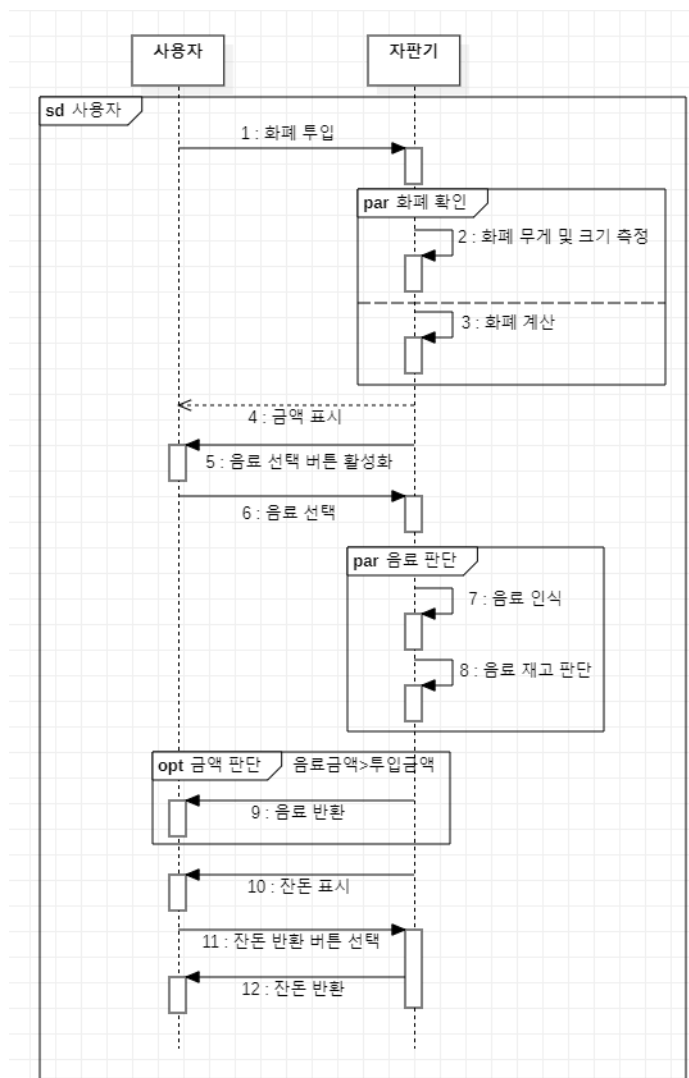 사용자
자판기
sd 사용자
1 : 화폐 투입
par 화폐 확인
2 : 화폐 무게 및 크기 측정
3 : 화폐 계산
4 : 금액 표시
5 : 음료 선택 버튼 활성화
6 : 음료 선택
par 음료 판단
7 : 음료 인식
8 : 음료 재고 판단
opt 금액 판단 음료금액>투입금액
9 : 음료 반환
10 : 잔돈 표시
11 : 잔돈 반환 버튼 선택
12 : 잔돈 반환